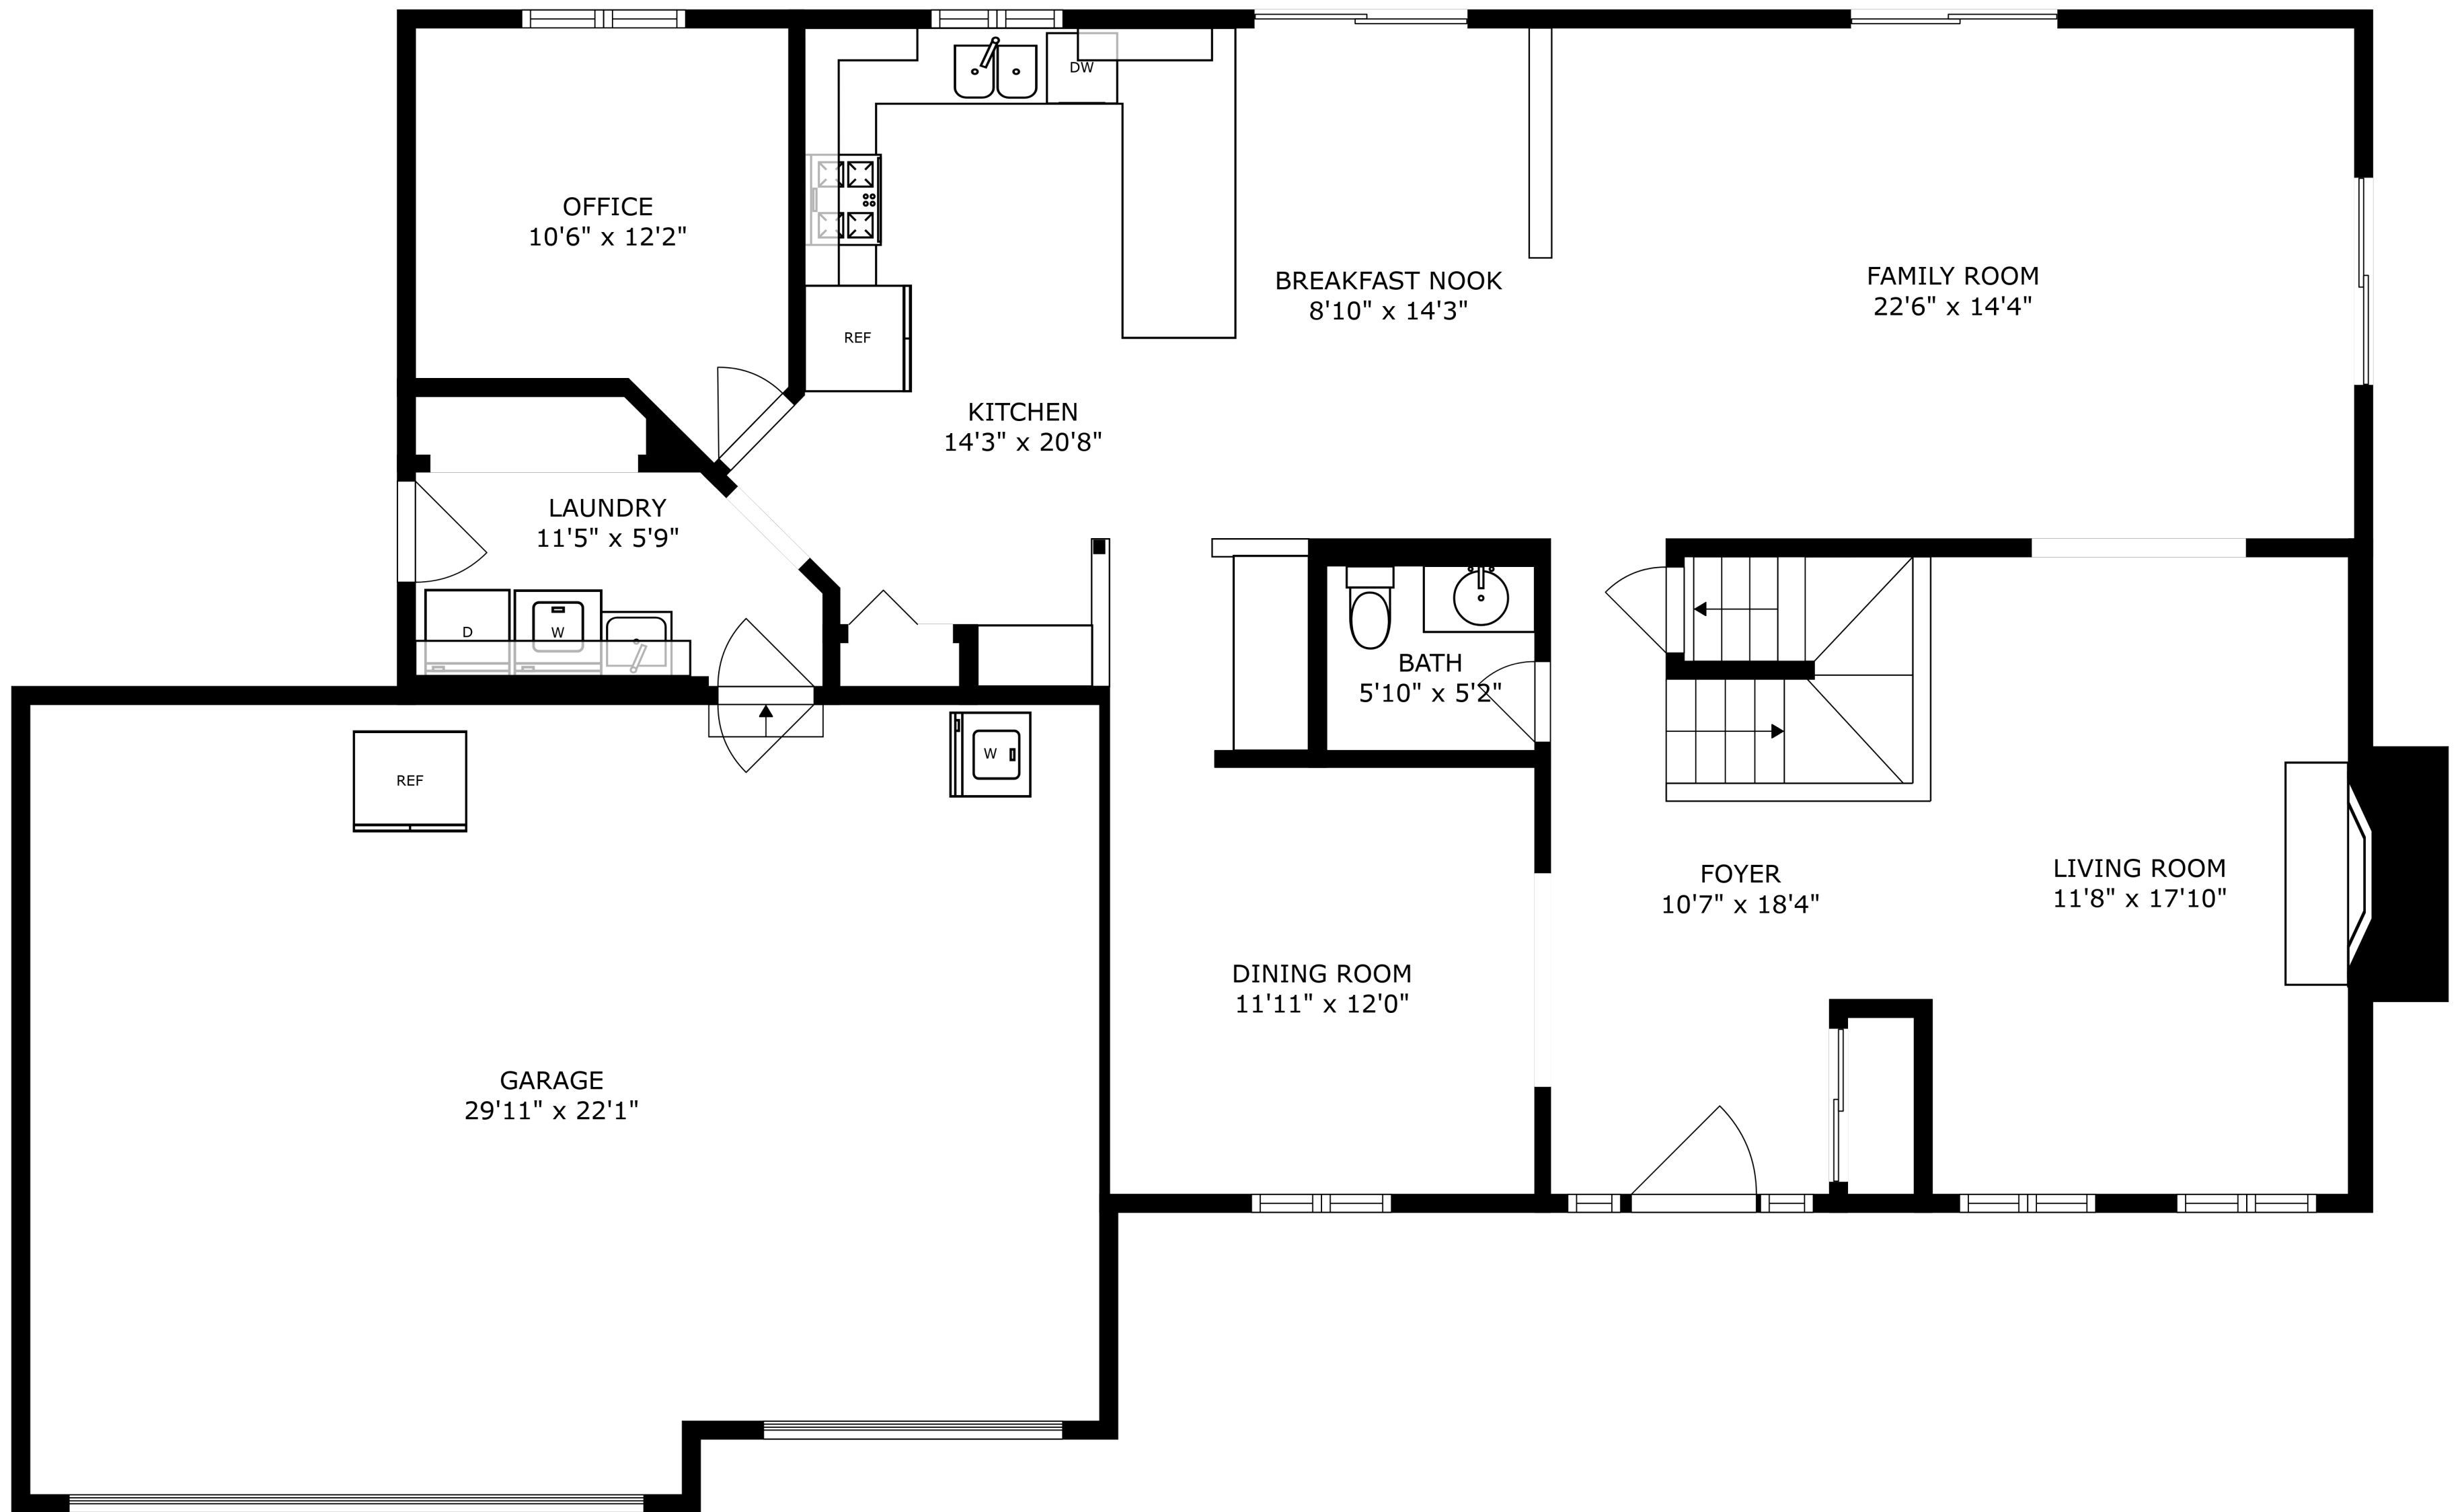 DW
OFFICE
10'6" x 12'2"
BREAKFAST NOOK
8'10" x 14'3"
FAMILY ROOM
22'6" x 14'4"
REF
KITCHEN
14'3" x 20'8"
LAUNDRY
11'5" x 5'9"
D
W
BATH
5'10" x 5'2"
REF
W
FOYER
10'7" x 18'4"
LIVING ROOM
11'8" x 17'10"
DINING ROOM
11'11" x 12'0"
GARAGE
29'11" x 22'1"